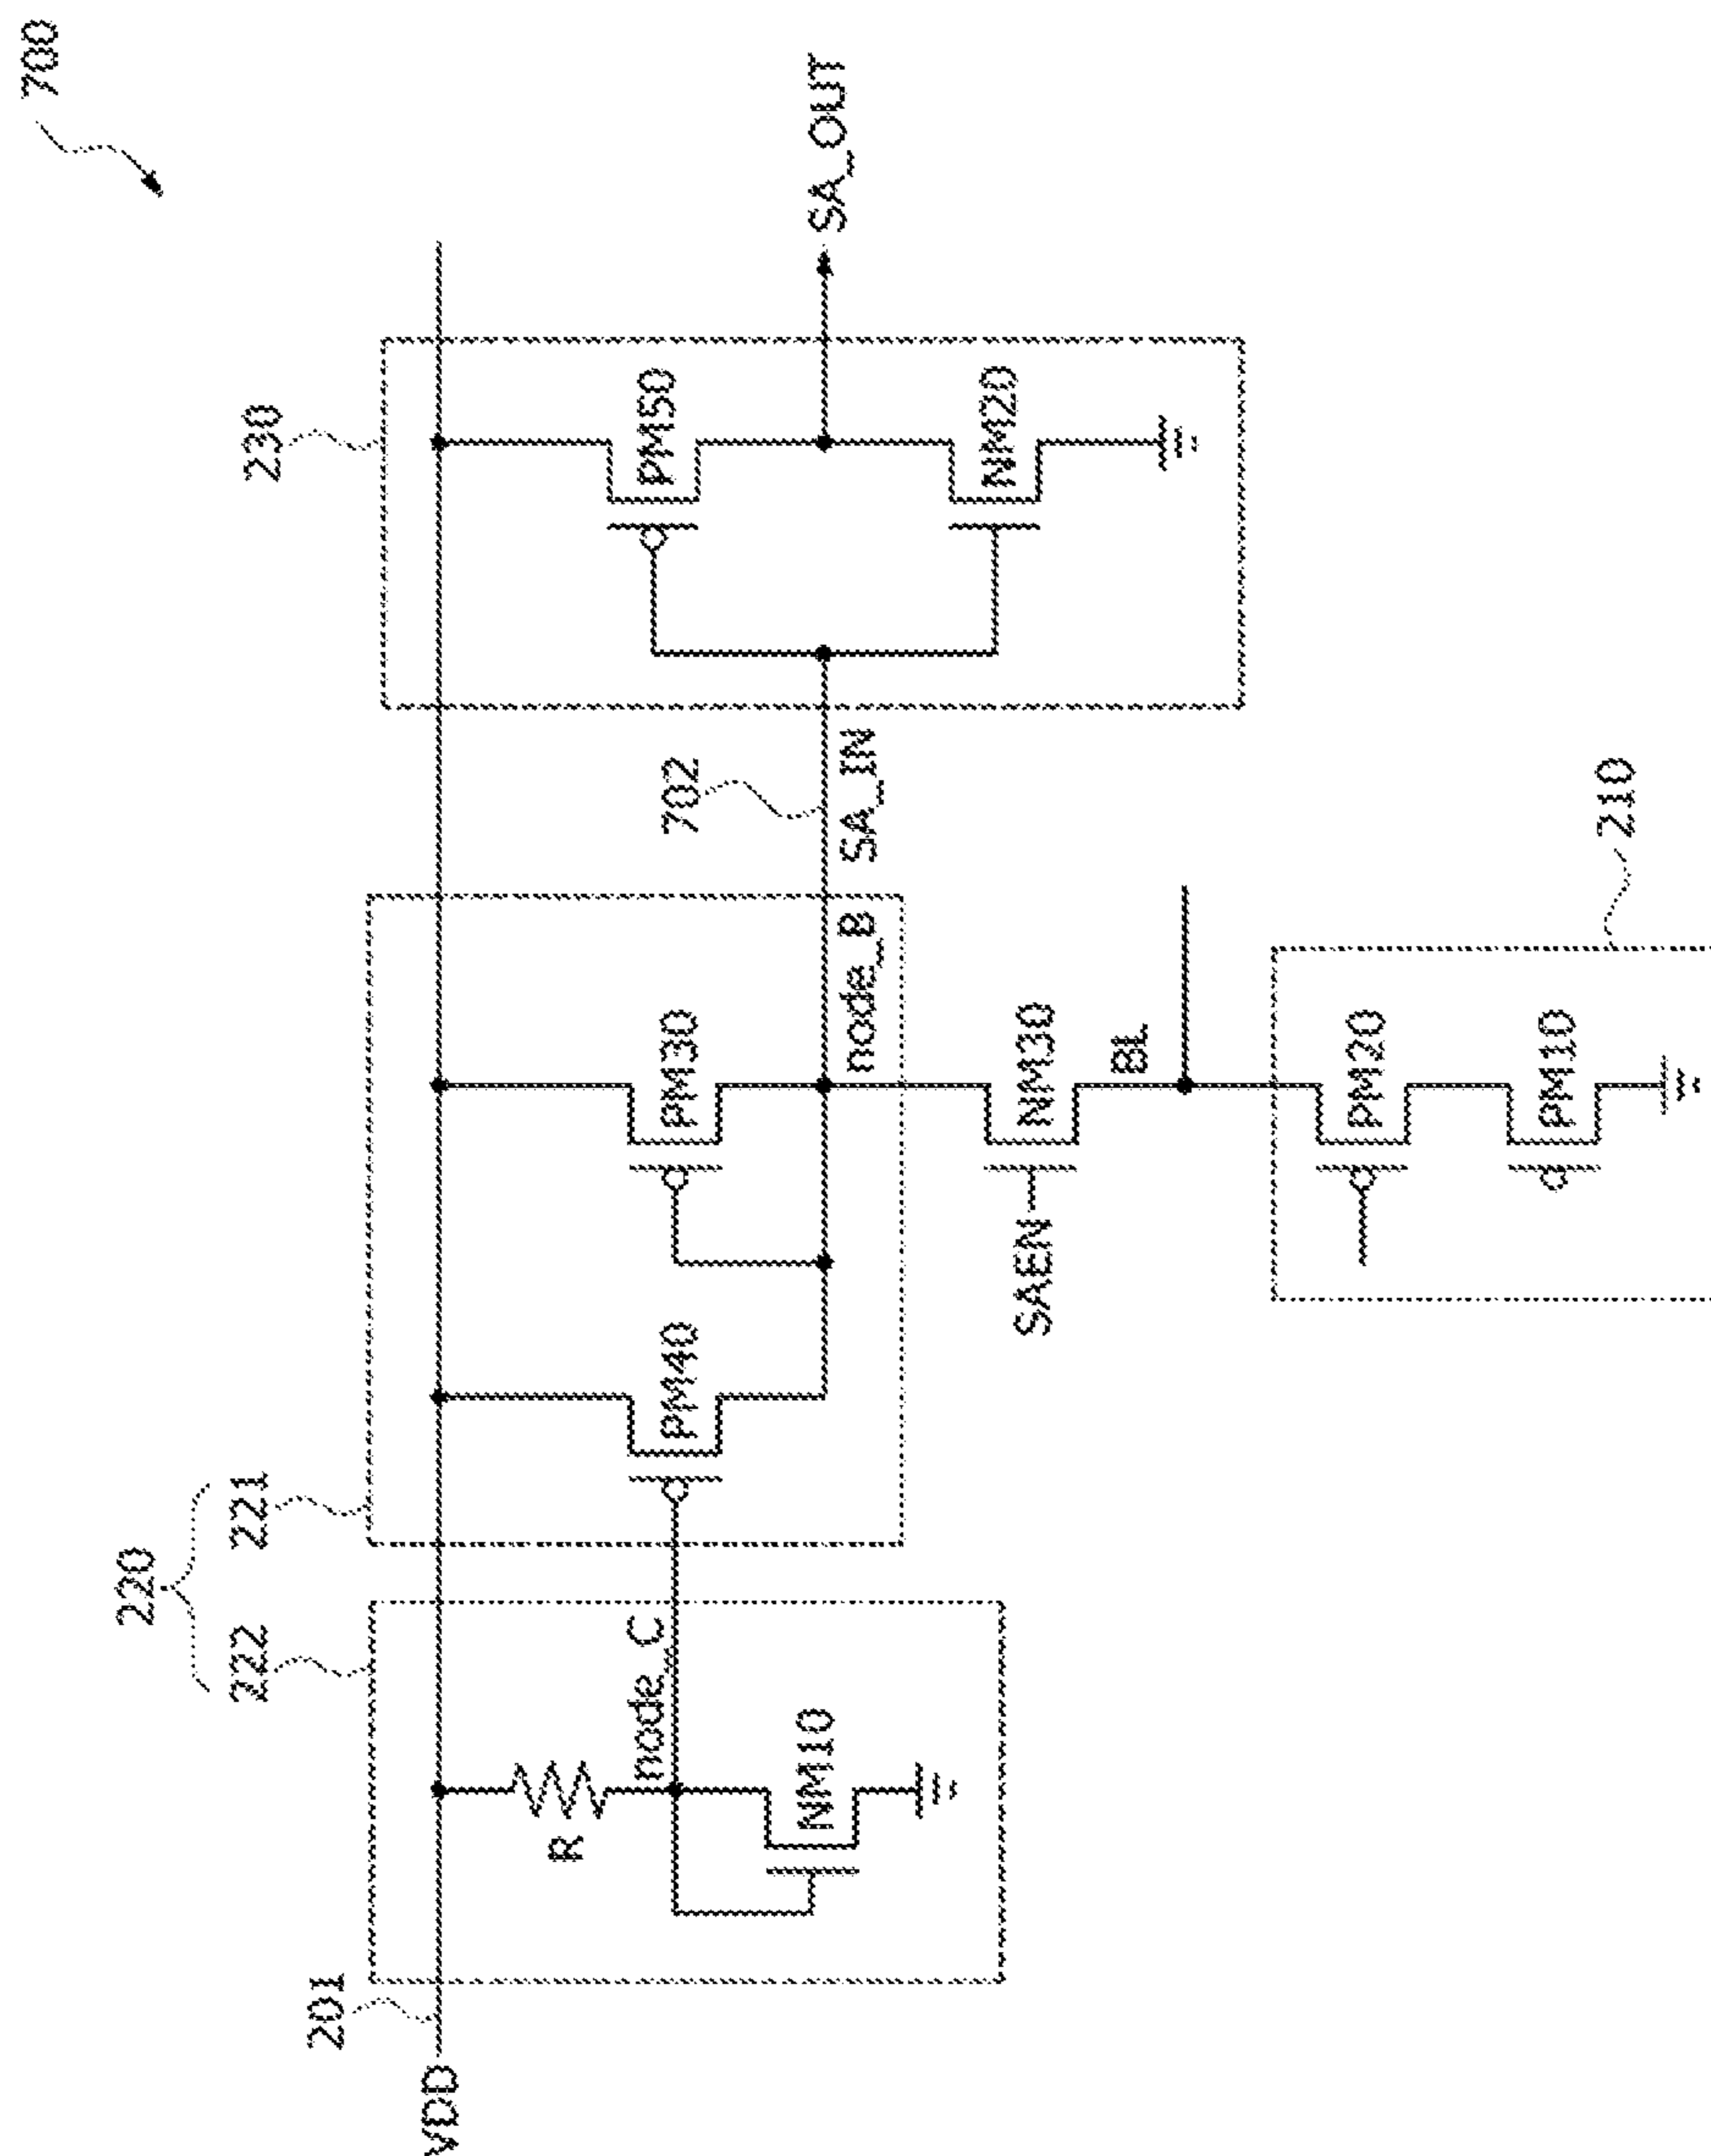 700
220
222
221
230
201
VDD
R
node_C
NM10
PM40
PM30
node_B
702
SA_IN
PM50
NM20
SA_OUT
SAEN
NM30
BL
210
PM20
PM10